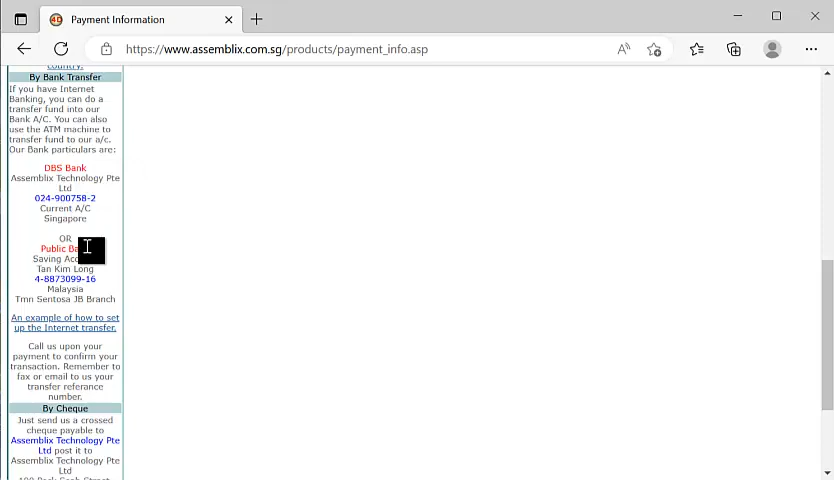 Payment Information
https://www.assemblix.com.sg/products/payment_info.asp
country.
By Bank Transfer
If you have Internet
Banking, you can do a
transfer fund into our
Bank A/C. You can also
use the ATM machine to
transfer fund to our a/c.
Our Bank particulars are:
DBS Bank
Assemblix Technology Pte
Ltd
024-900758-2
Current A/C
Singapore
OR
Public
Saving
Tan Kim Long
4-8873099-16
Malaysia
Tmn Sentosa JB Branch
An example of how to set
up the Internet transfer.
Call us upon your
payment to confirm your
transaction. Remember to
fax or email to us your
transfer referance
number.
By Cheque
Just send us a crossed
cheque payable to
Assemblix Technology Pte
Ltd post it to
Assemblix Technology Pte
Ltd